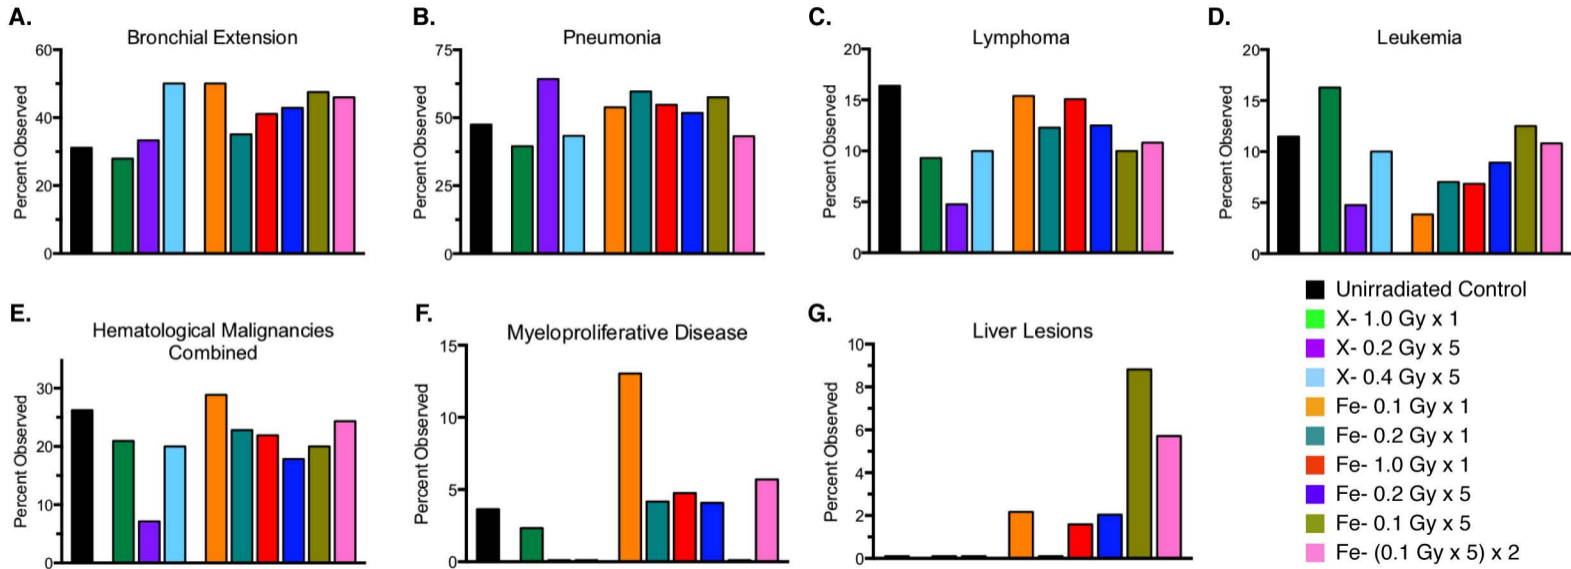 A.
Bronchial Extension
Percent Observed
60
40
20
0
B.
Pneumonia
Percent Observed
75
50
25
0
C.
Lymphoma
Percent Observed
20
15
10
5
0
D.
Leukemia
Percent Observed
20
15
10
5
0
E.
Hematological Malignancies
Combined
Percent Observed
30
20
10
0
F.
Myeloproliferative Disease
Percent Observed
15
10
5
0
G.
Liver Lesions
Percent Observed
10
8
6
4
2
0
Unirradiated Control
X- 1.0 Gy x 1
X- 0.2 Gy x 5
X- 0.4 Gy x 5
Fe- 0.1 Gy x 1
Fe- 0.2 Gy x 1
Fe- 1.0 Gy x 1
Fe- 0.2 Gy x 5
Fe- 0.1 Gy x 5
Fe- (0.1 Gy x 5) x 2